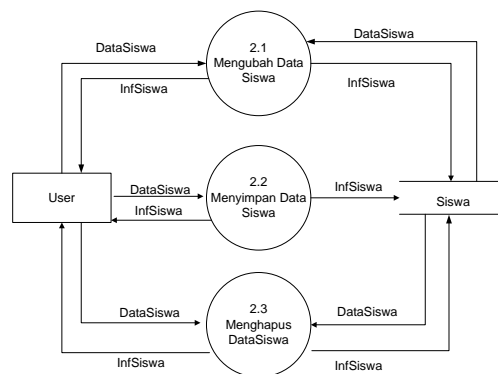 DataSiswa
2.1
Mengubah Data
Siswa
DataSiswa
InfSiswa
InfSiswa
User
DataSiswa
InfSiswa
2.2
Menyimpan Data
Siswa
InfSiswa
Siswa
DataSiswa
2.3
Menghapus
DataSiswa
DataSiswa
InfSiswa
InfSiswa